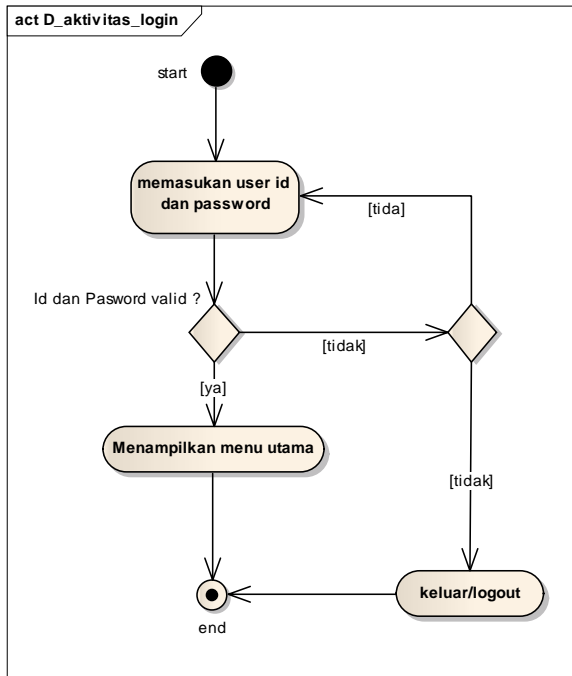 act D_aktivitas_login
start
memasukan user id
dan password
[tida]
Id dan Pasword valid ?
[tidak]
[ya]
Menampilkan menu utama
[tidak]
keluar/logout
end